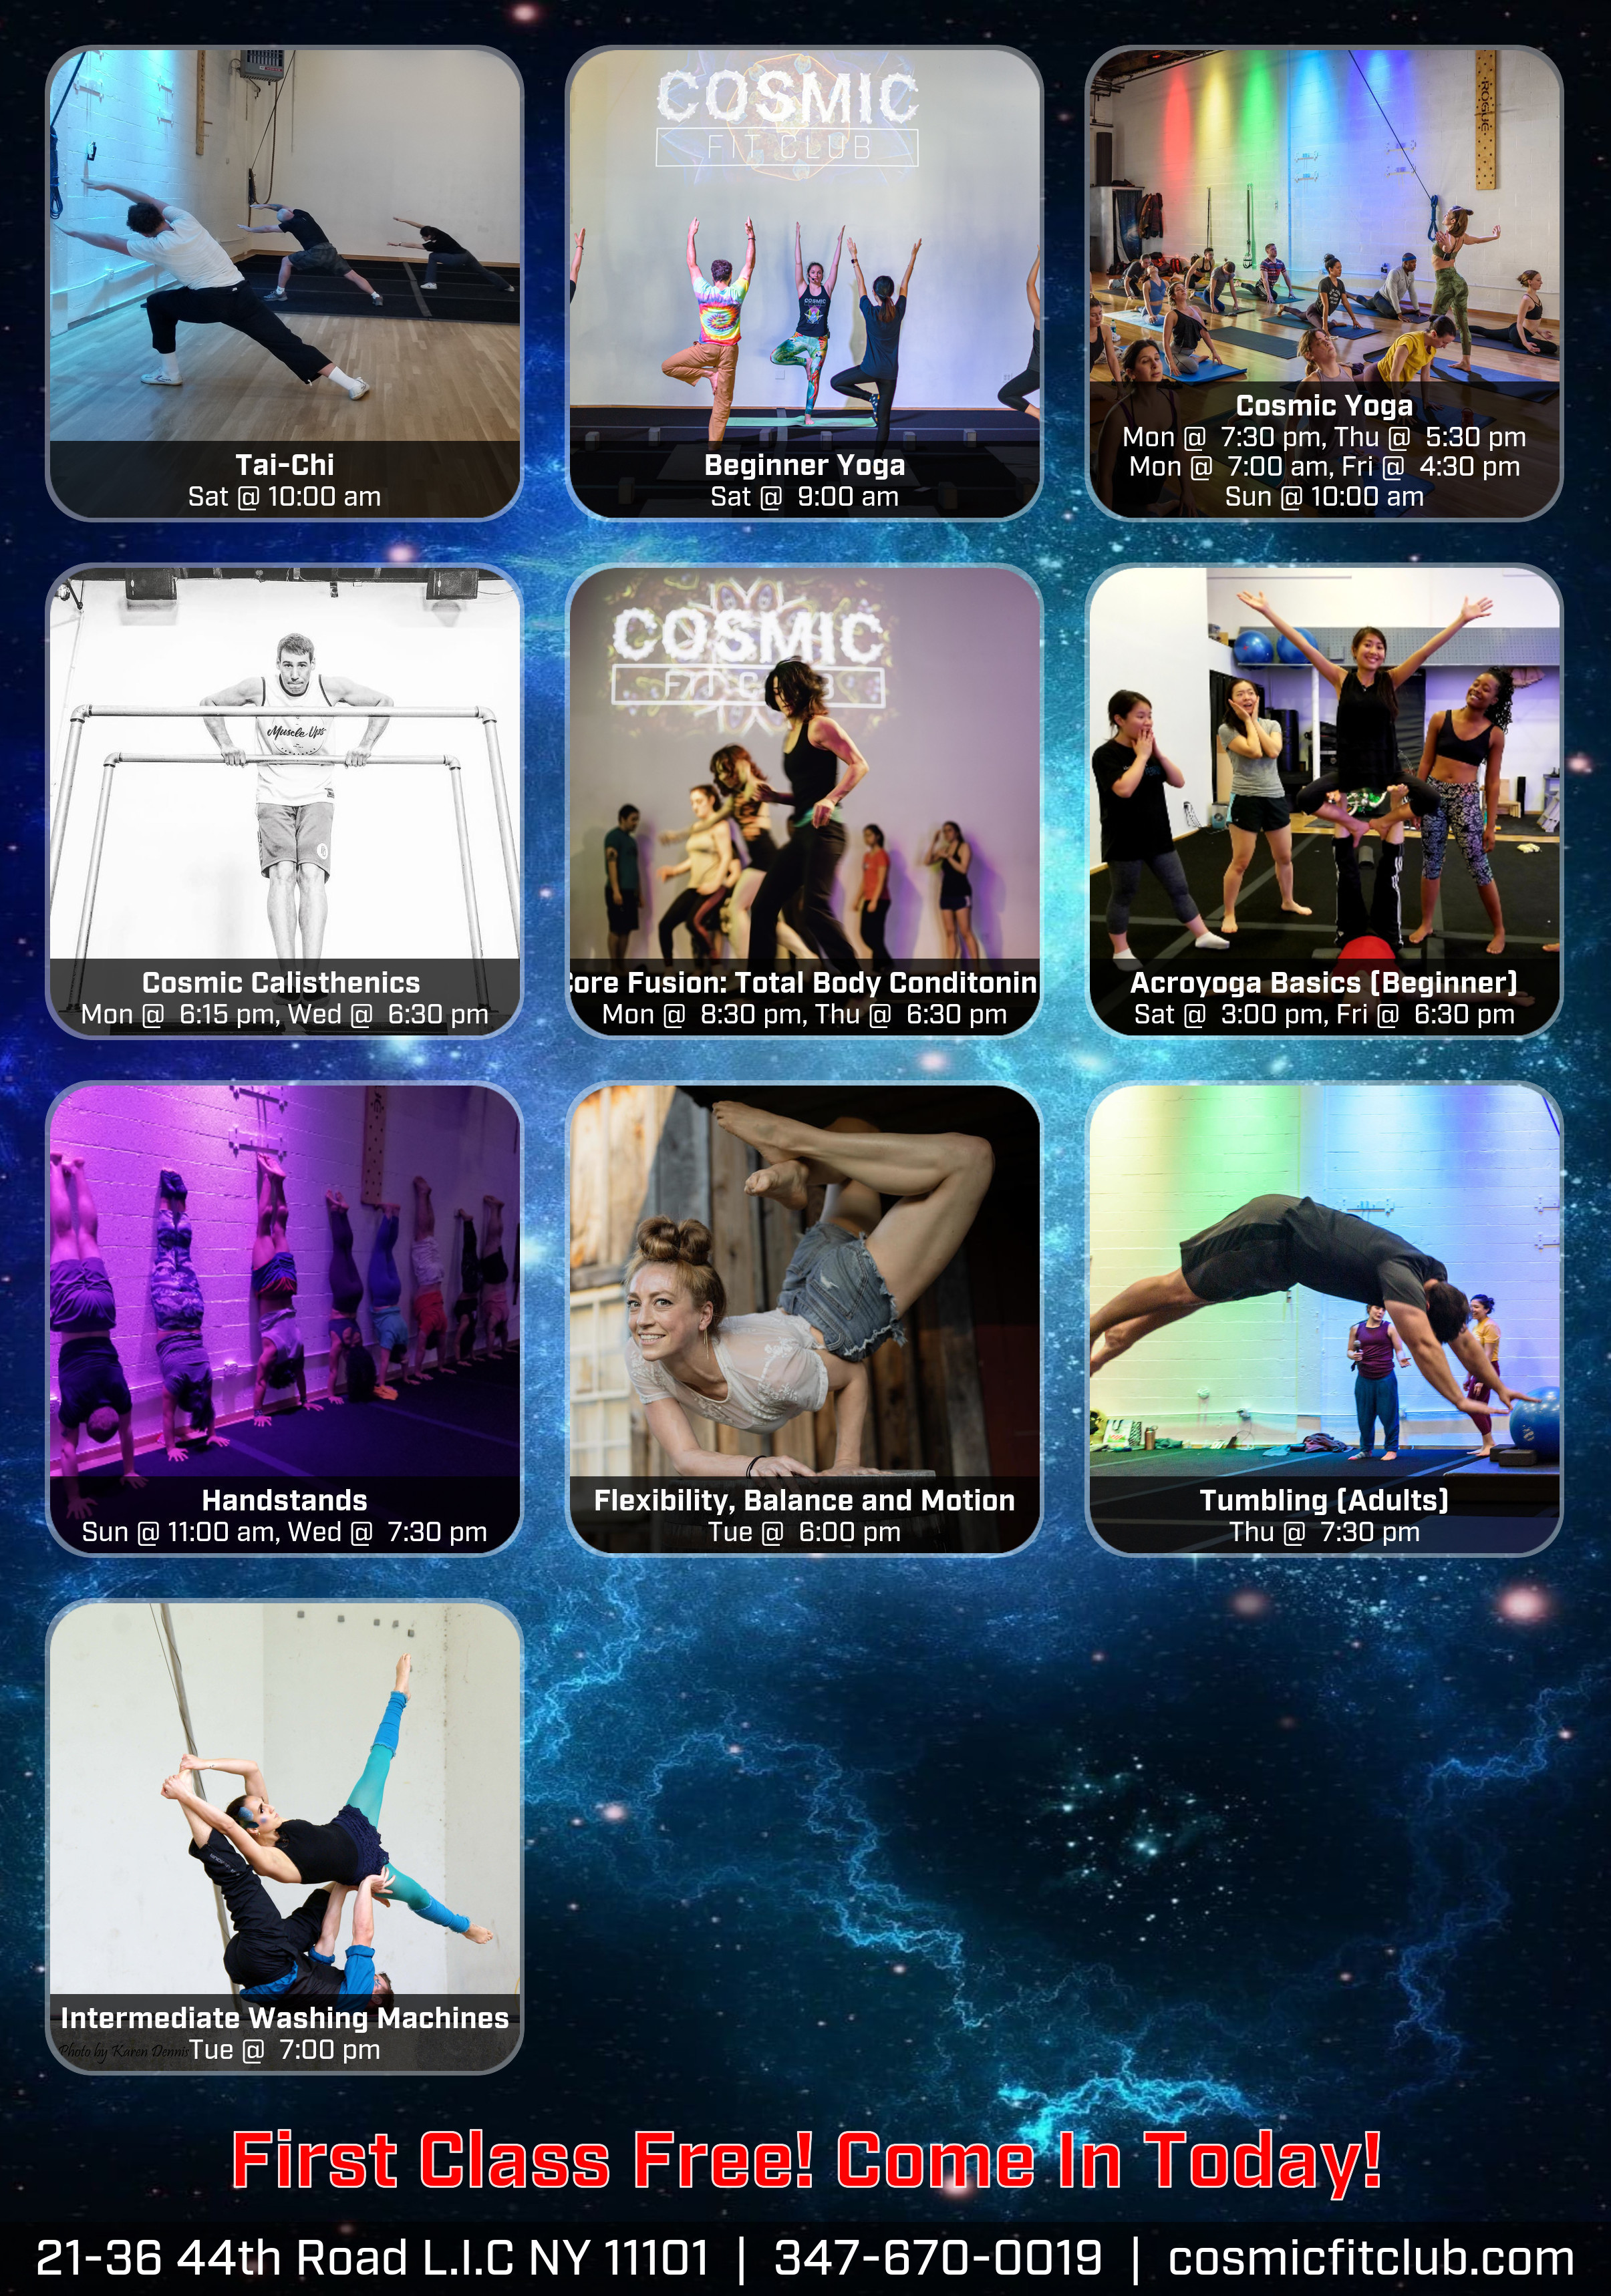 COSMIC
FIT CLUB
ROGUE
Tai-Chi
Sat @ 10:00 am
Beginner Yoga
Sat @ 9:00 am
Cosmic Yoga
Mon @ 7:30 pm, Thu @ 5:30 pm
Mon @ 7:00 am, Fri @ 4:30 pm
Sun @ 10:00 am
Muscle Ups
COSMIC
Cosmic Calisthenics
Mon @ 6:15 pm, Wed @ 6:30 pm
ore Fusion: Total Body Conditonin
Mon @ 8:30 pm, Thu @ 6:30 pm
Acroyoga Basics (Beginner)
Sat @ 3:00 pm, Fri @ 6:30 pm
Handstands
Sun @ 11:00 am, Wed @ 7:30 pm
Flexibility, Balance and Motion
Tue @ 6:00 pm
Tumbling (Adults)
Thu @ 7:30 pm
Intermediate Washing Machines
Tue @ 7:00 pm
Photo by Karen Dennis
First Class Free! Come In Today!
21-36 44th Road L.I.C NY 11101 | 347-670-0019 | cosmicfitclub.com